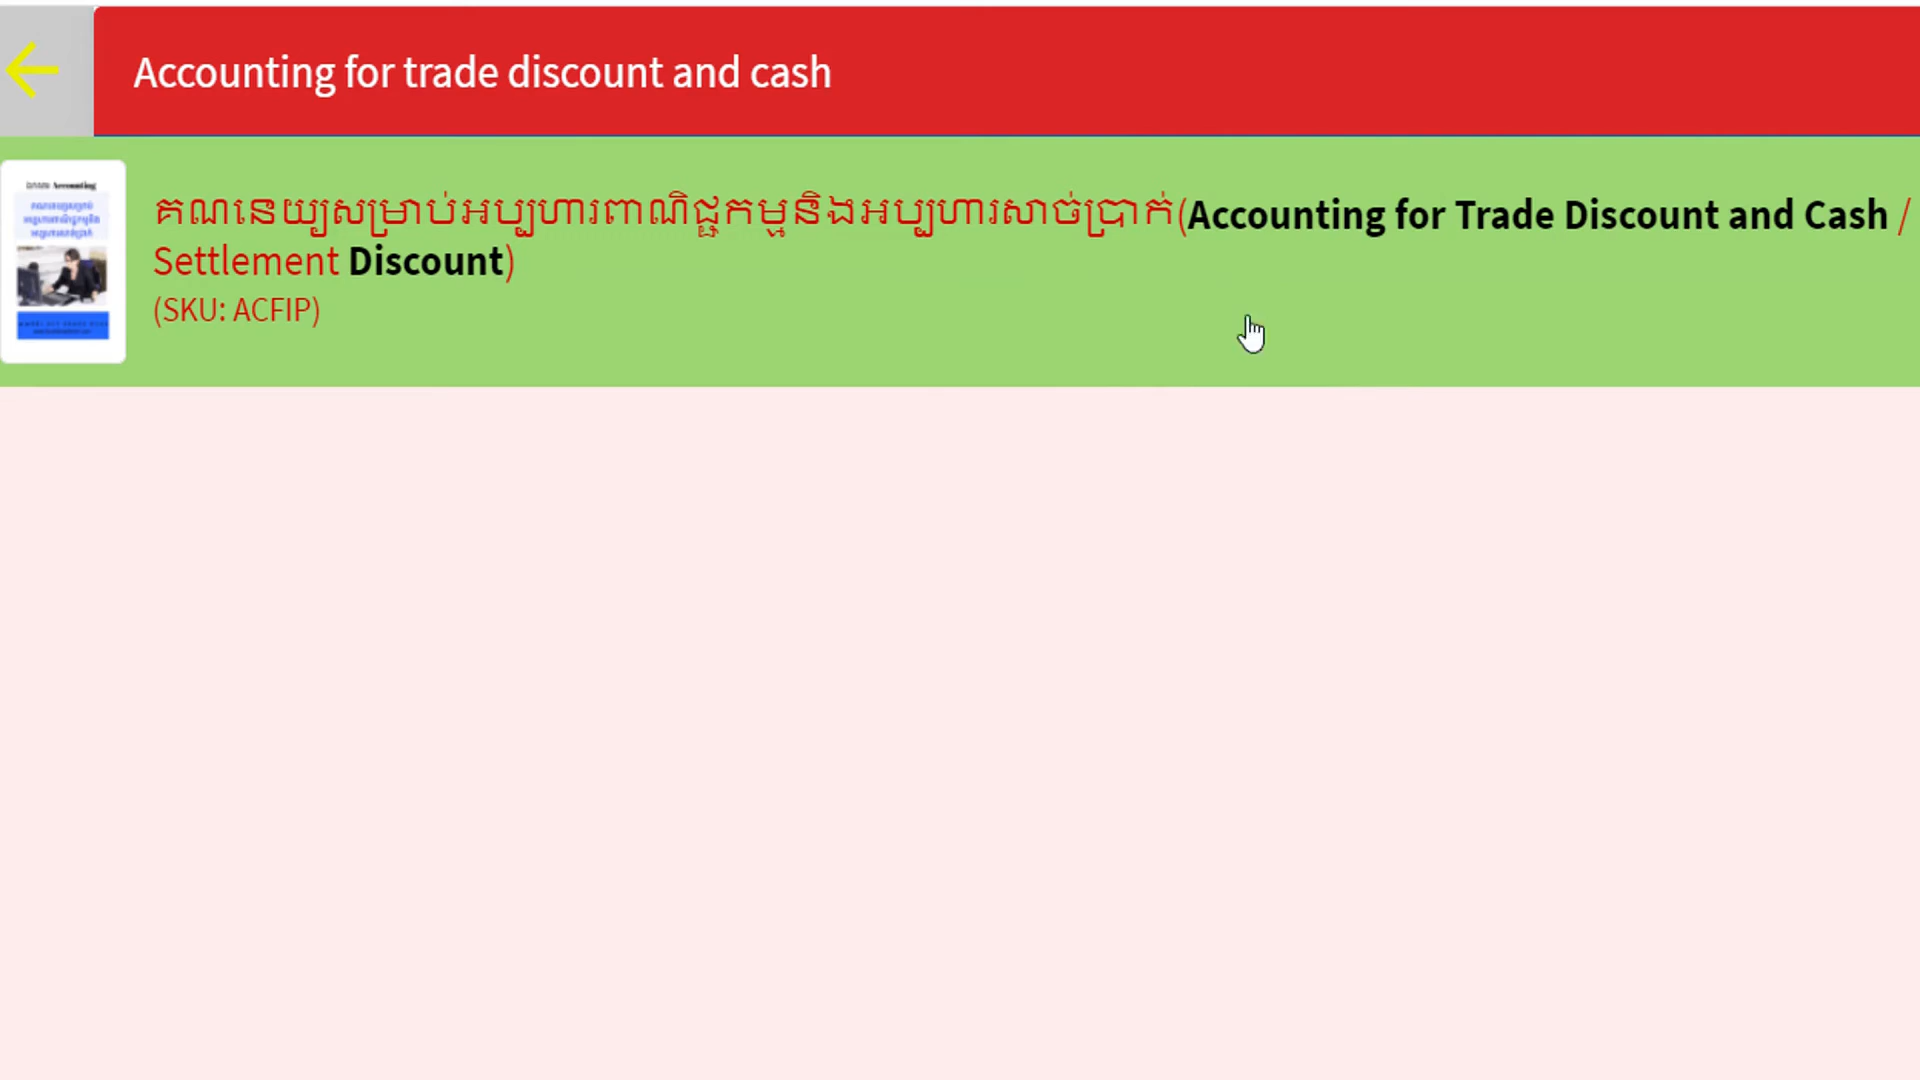 Accounting for trade discount and cash
គណនេយ្យសម្រាប់អប្បហារពាណិជ្ជកម្មនិងអប្បហារសាច់ប្រាក់(Accounting for Trade Discount and Cash /
Settlement Discount)
(SKU: ACFIP)
Accounting